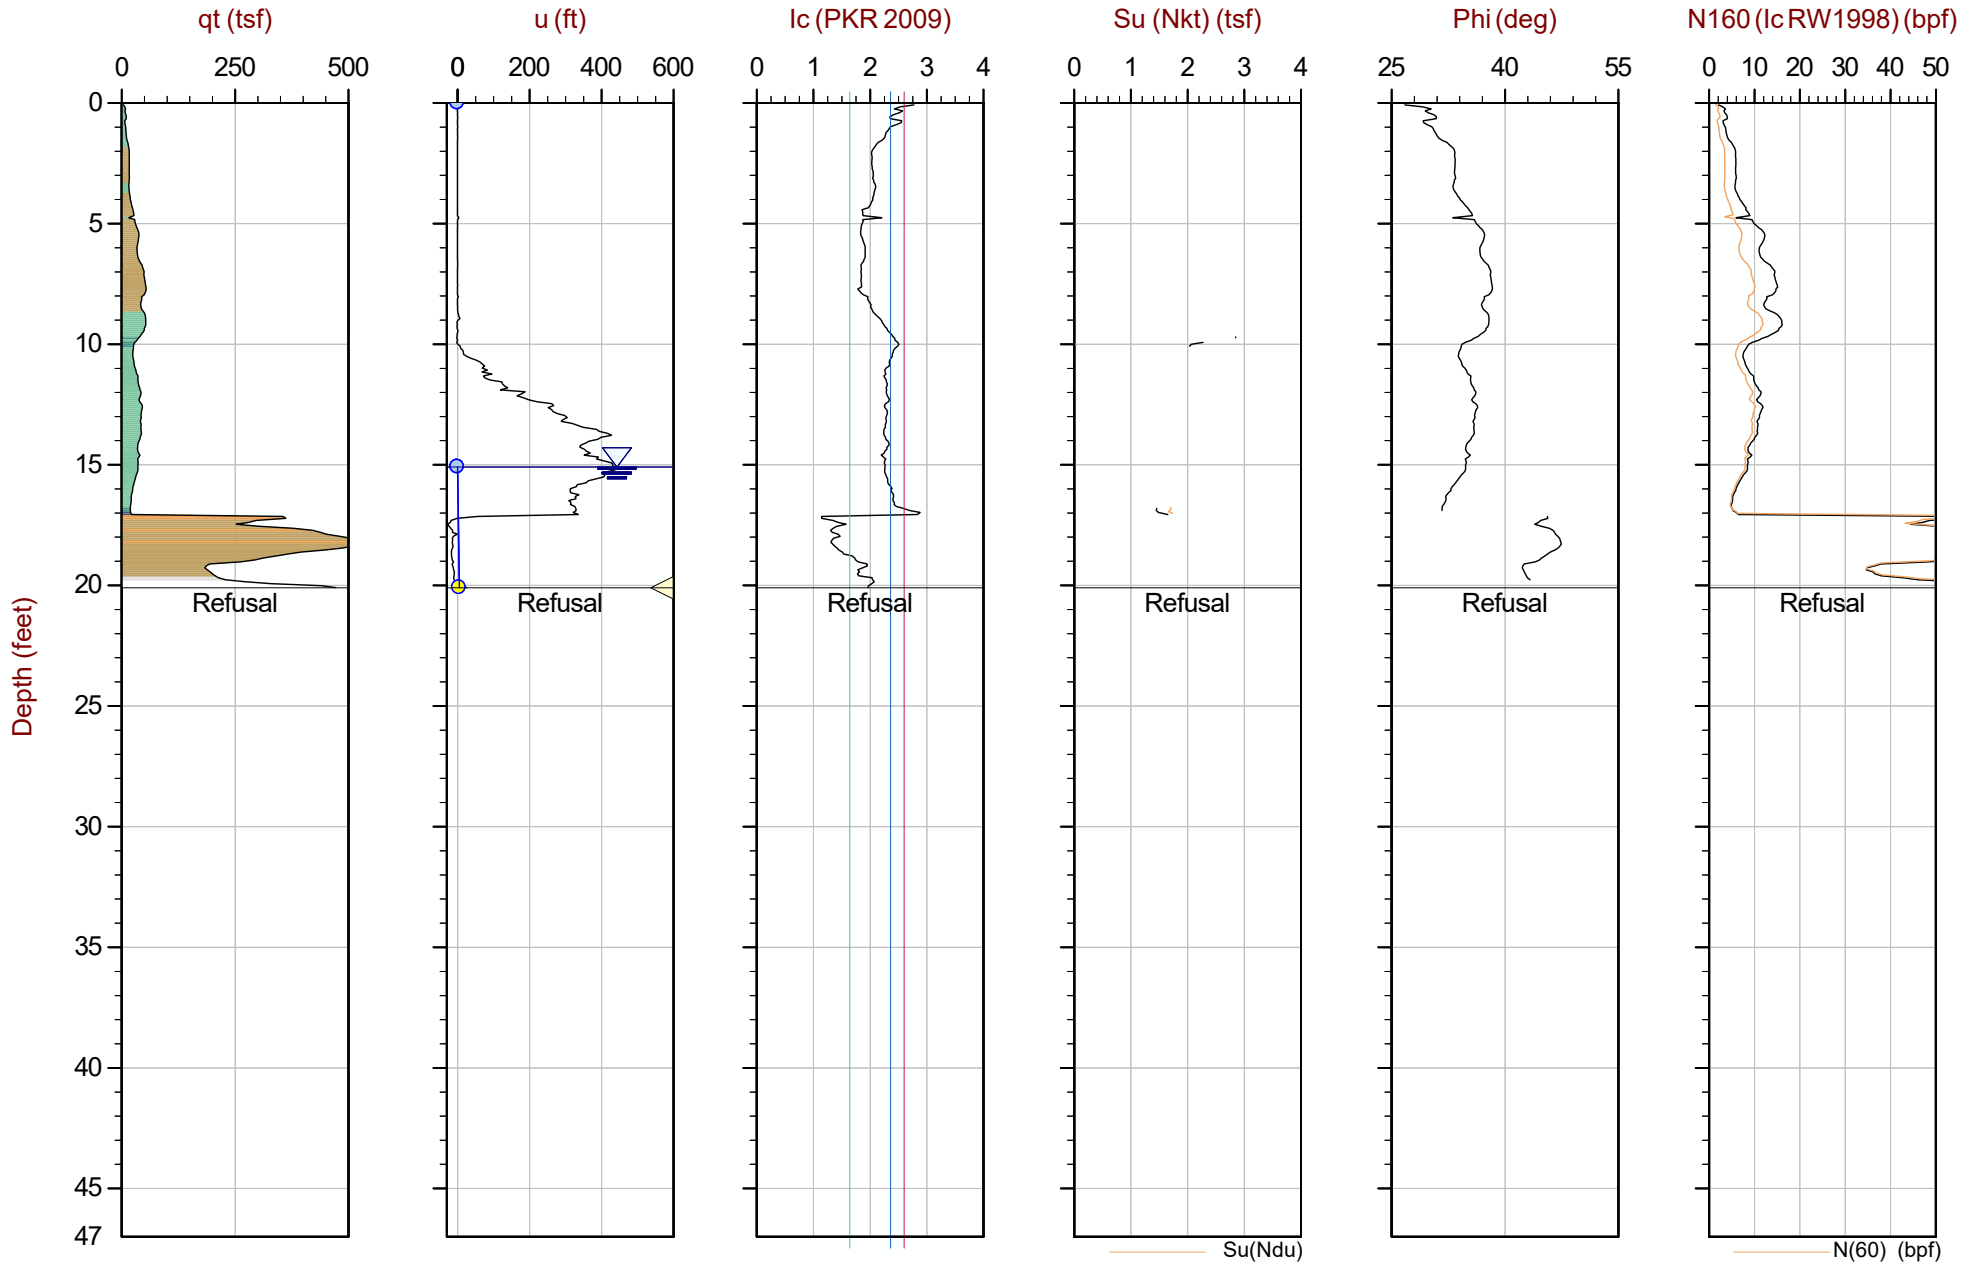 qt (tsf) u (ft) Ic (PKR 2009) Su (Nkt) (tsf) Phi (deg) N160 (Ic RW1998) (bpf)
0 250 500 0 200 400 600 0 1 2 3 4 0 1 2 3 4 25 40 55 0 10 20 30 40 50
0
5
10
15
20
Refusal Refusal Refusal Refusal Refusal Refusal
Depth (feet)
25
30
35
40
45
47
Su(Ndu) N(60) (bpf)